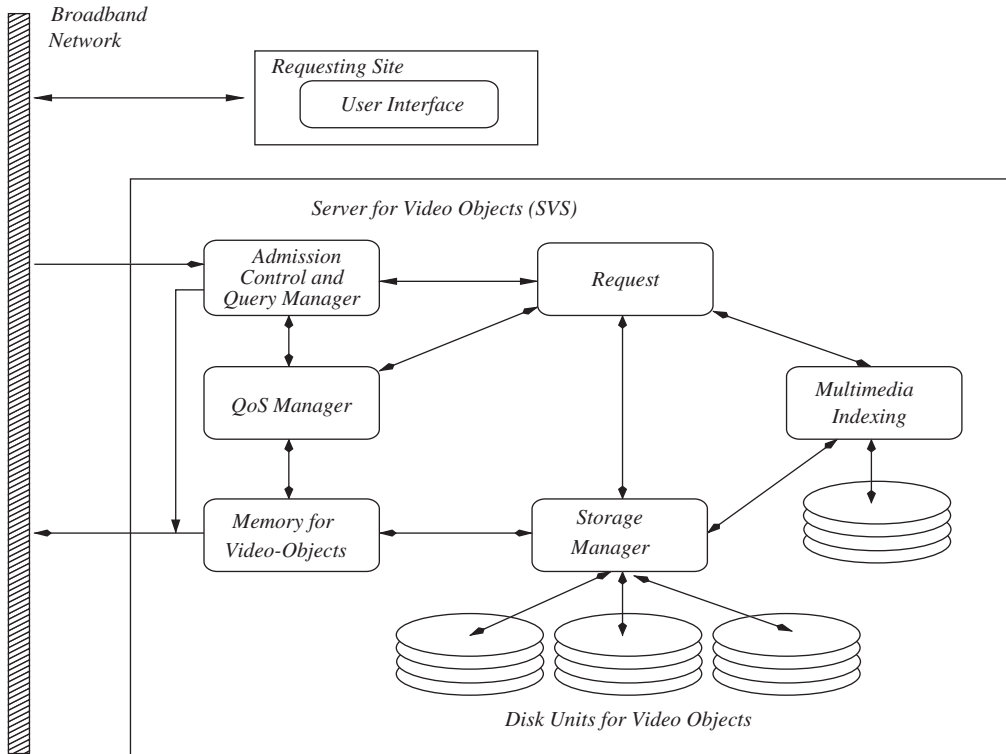 Broadband
Network
Requesting Site
User Interface
Server for Video Objects (SVS)
Admission
Control and
Query Manager
Request
QoS Manager
Multimedia
Indexing
Memory for
Video-Objects
Storage
Manager
Disk Units for Video Objects